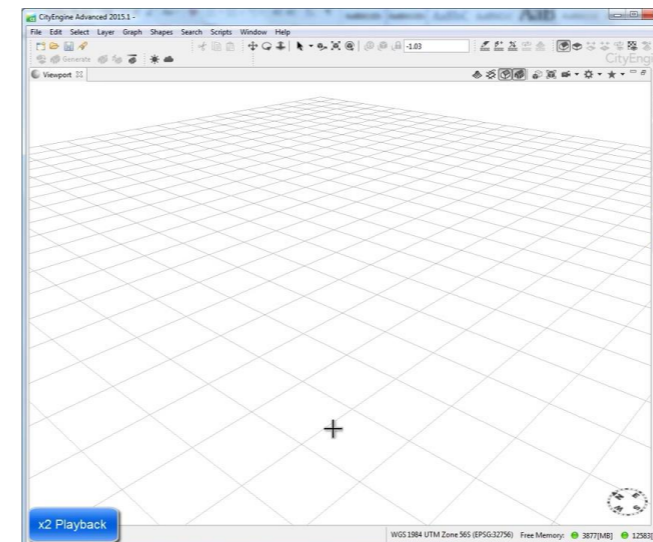 CityEngine Advanced 2015.1 -
File Edit Select Layer Graph Shapes Search Scripts Window Help
-1.03
Generate
CityEngi
Viewport
x2 Playback
WGS 1984 UTM Zone 56S (EPSG:32756) Free Memory: 3877[MB] 12583[